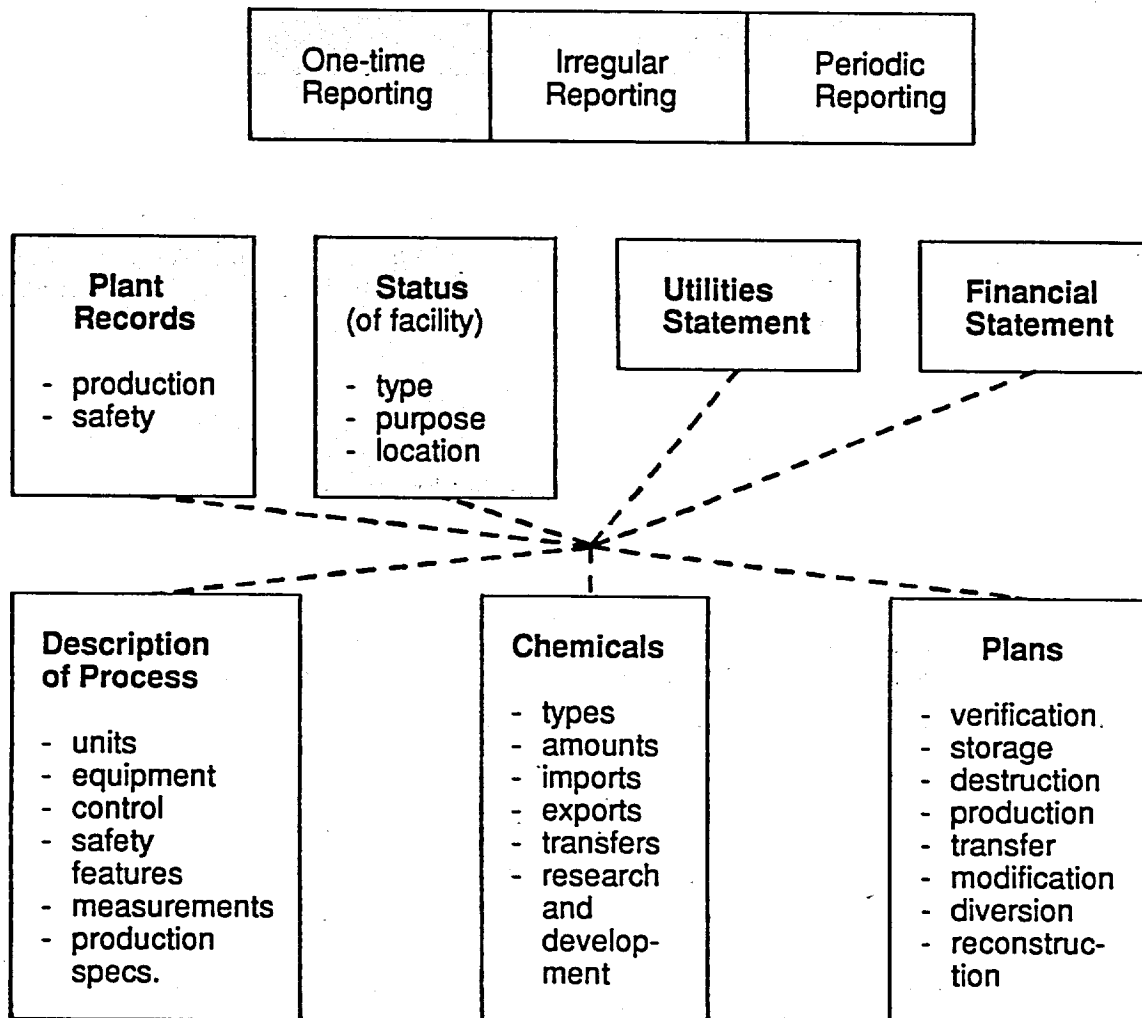 One-time
Reporting
Irregular
Reporting
Periodic
Reporting
Plant
Records
- production
- safety
Status
(of facility)
- type
- purpose
- location
Utilities
Statement
Financial
Statement
Description
of Process
- units
- equipment
- control
- safety
features
- measurements
- production
specs.
Chemicals
- types
- amounts
- imports
- exports
- transfers
- research
and
develop-
ment
Plans
- verification
- storage
- destruction
- production
- transfer
- modification
- diversion
- reconstruc-
tion